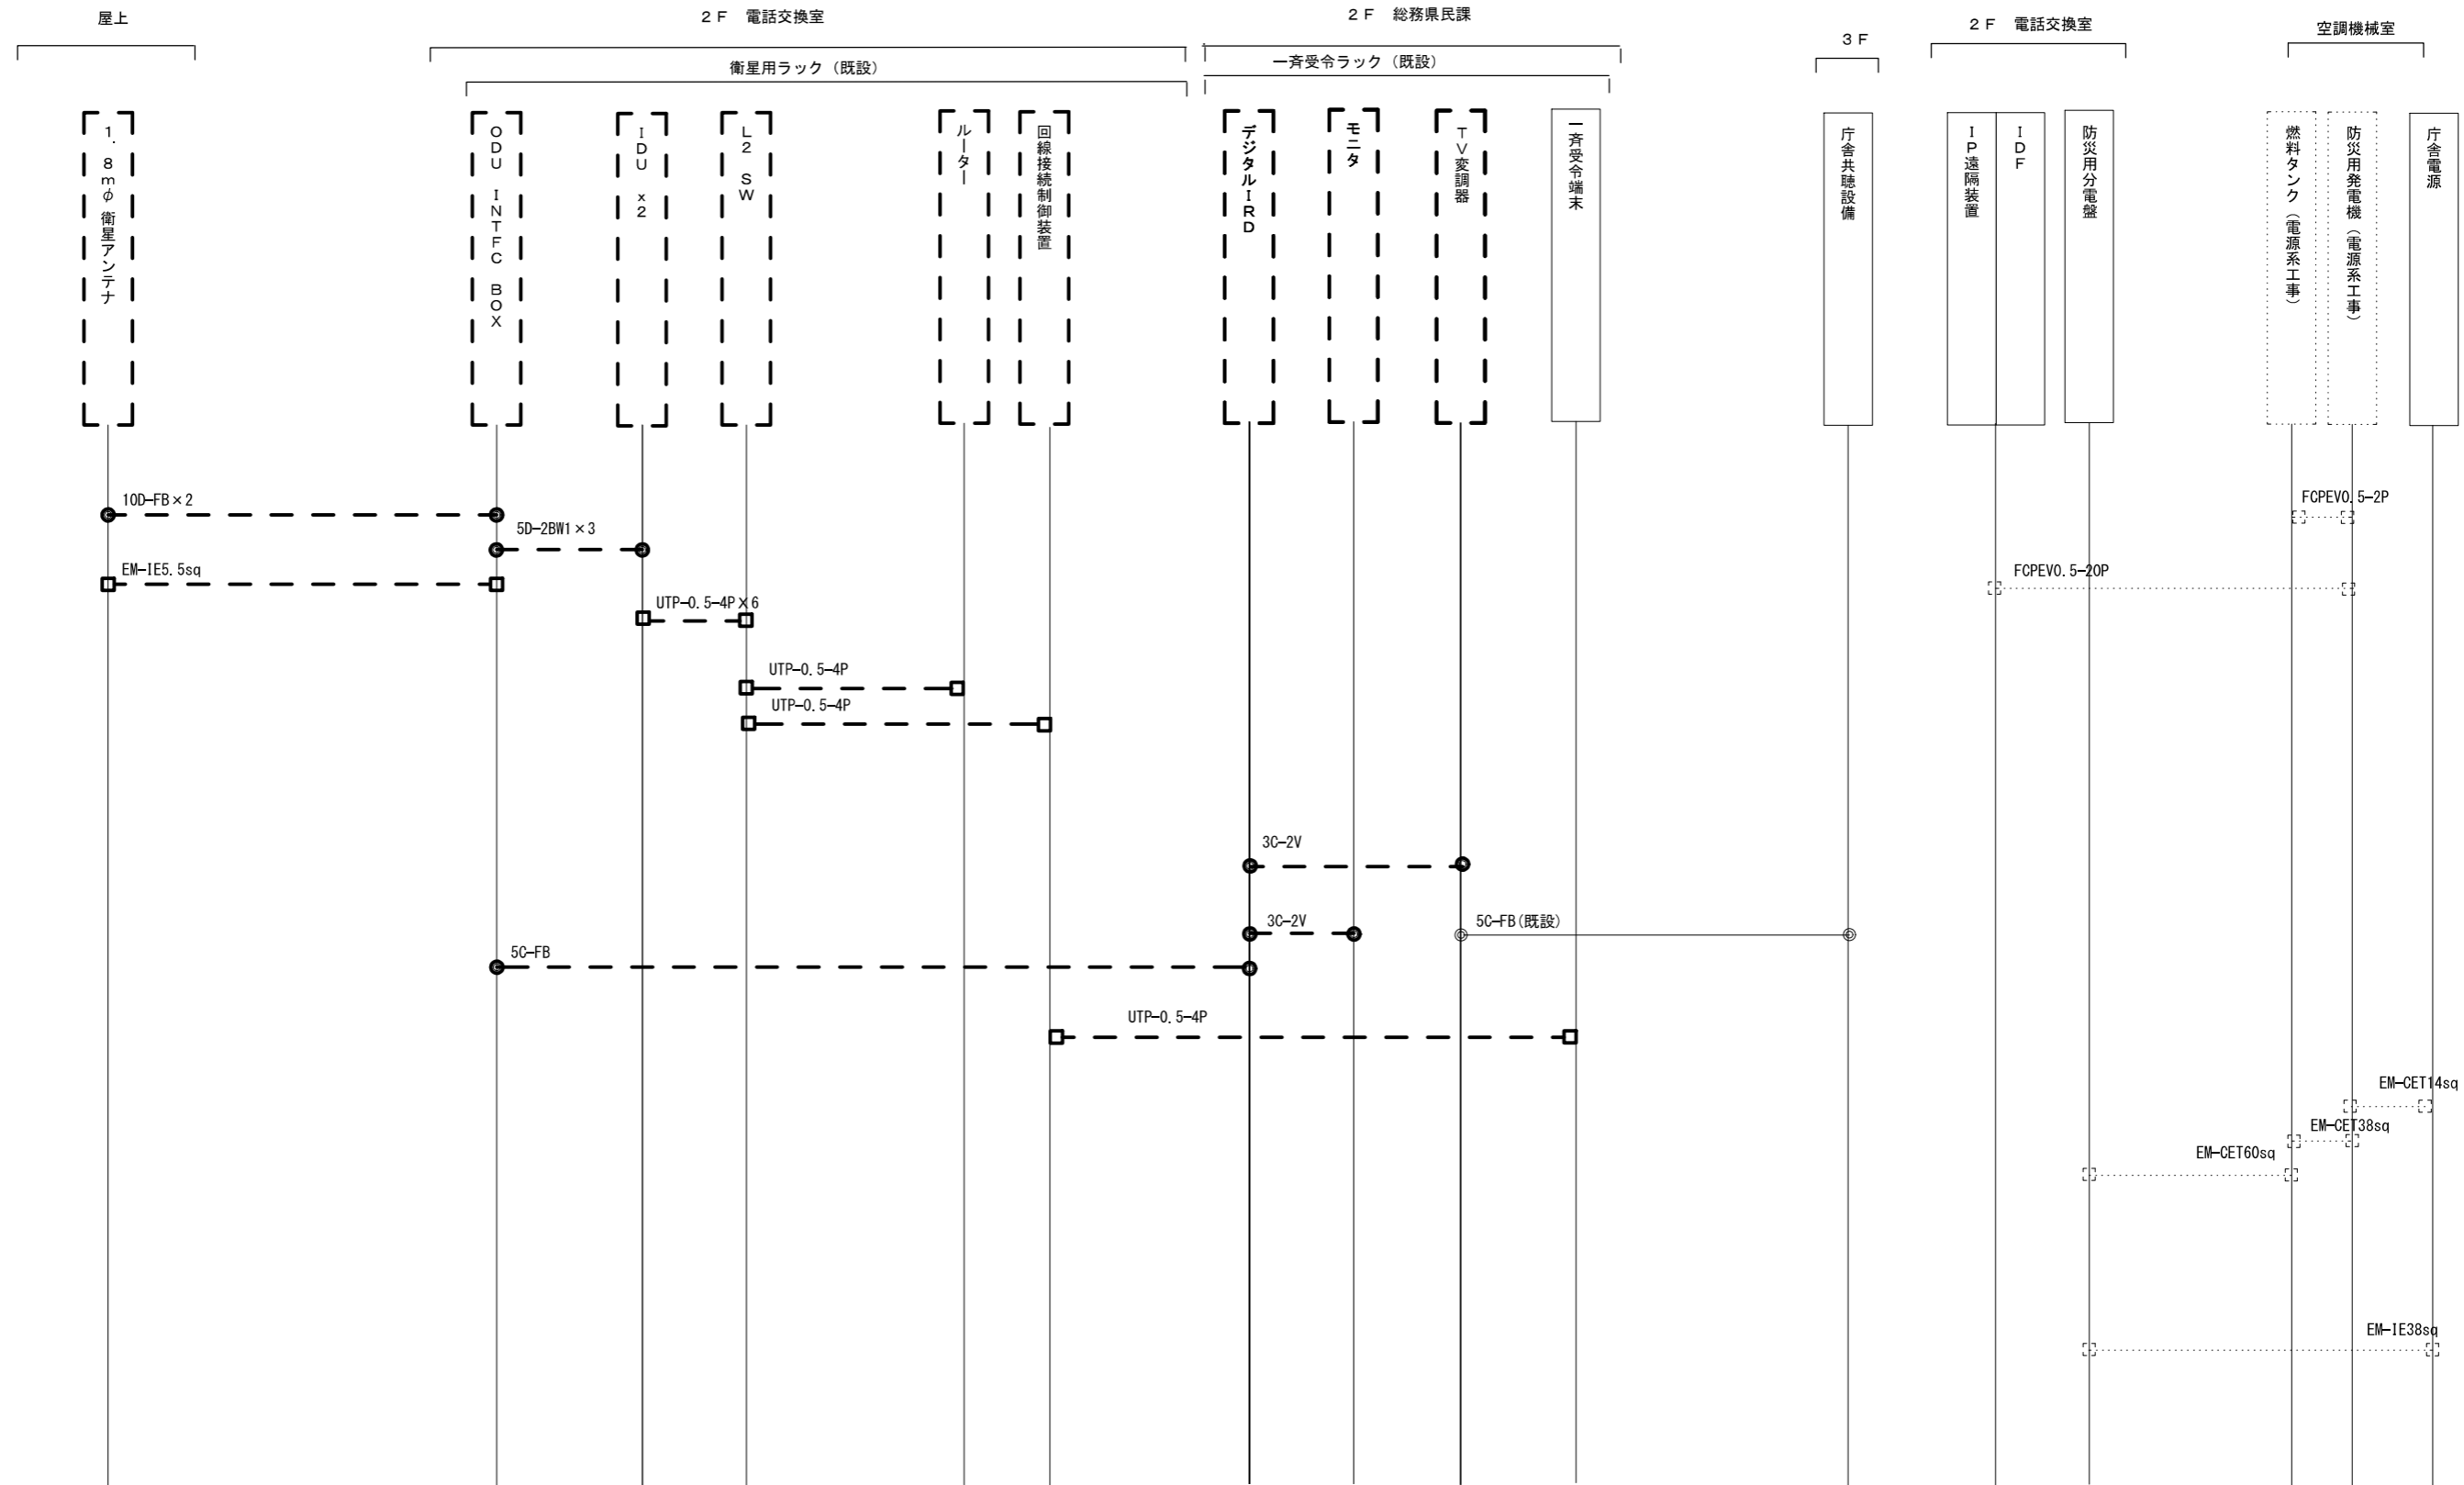 屋上
２Ｆ　電話交換室
２Ｆ　総務県民課
３Ｆ
２Ｆ　電話交換室
空調機械室
衛星用ラック（既設）
一斉受令ラック（既設）
１．８ｍφ衛星アンテナ
ＯＤＵ　ＩＮＴＦＣ　ＢＯＸ
ＩＤＵ　x２
Ｌ２　ＳＷ
ルーター
回線接続制御装置
デジタルＩＲＤ
モニタ
ＴＶ変調器
一斉受令端末
庁舎共聴設備
ＩＰ遠隔装置
ＩＤＦ
防災用分電盤
燃料タンク（電源系工事）
防災用発電機（電源系工事）
庁舎電源
10D-FB×2
FCPEV0.5-2P
5D-2BW1×3
EM-IE5.5sq
FCPEV0.5-20P
UTP-0.5-4P×6
UTP-0.5-4P
UTP-0.5-4P
3C-2V
3C-2V
5C-FB(既設)
5C-FB
UTP-0.5-4P
EM-CET14sq
EM-CET38sq
EM-CET60sq
EM-IE38sq